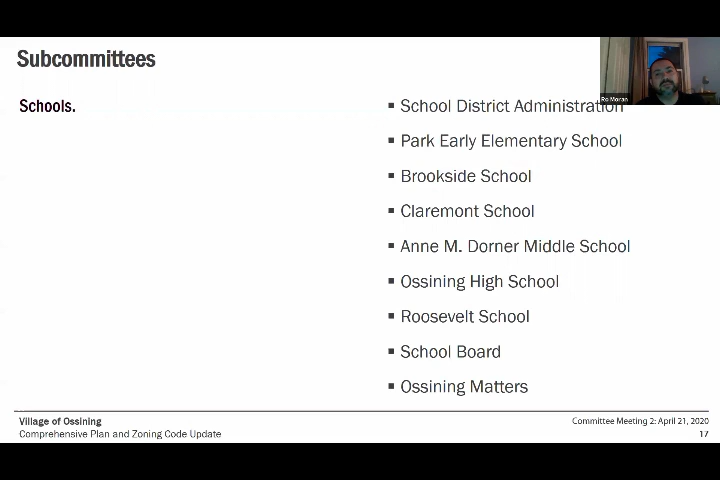 Subcommittees
Schools.
▪ School District Administration
▪ Park Early Elementary School
▪ Brookside School
▪ Claremont School
▪ Anne M. Dorner Middle School
▪ Ossining High School
▪ Roosevelt School
▪ School Board
▪ Ossining Matters
Ro Moran
Village of Ossining
Comprehensive Plan and Zoning Code Update
Committee Meeting 2: April 21, 2020
17